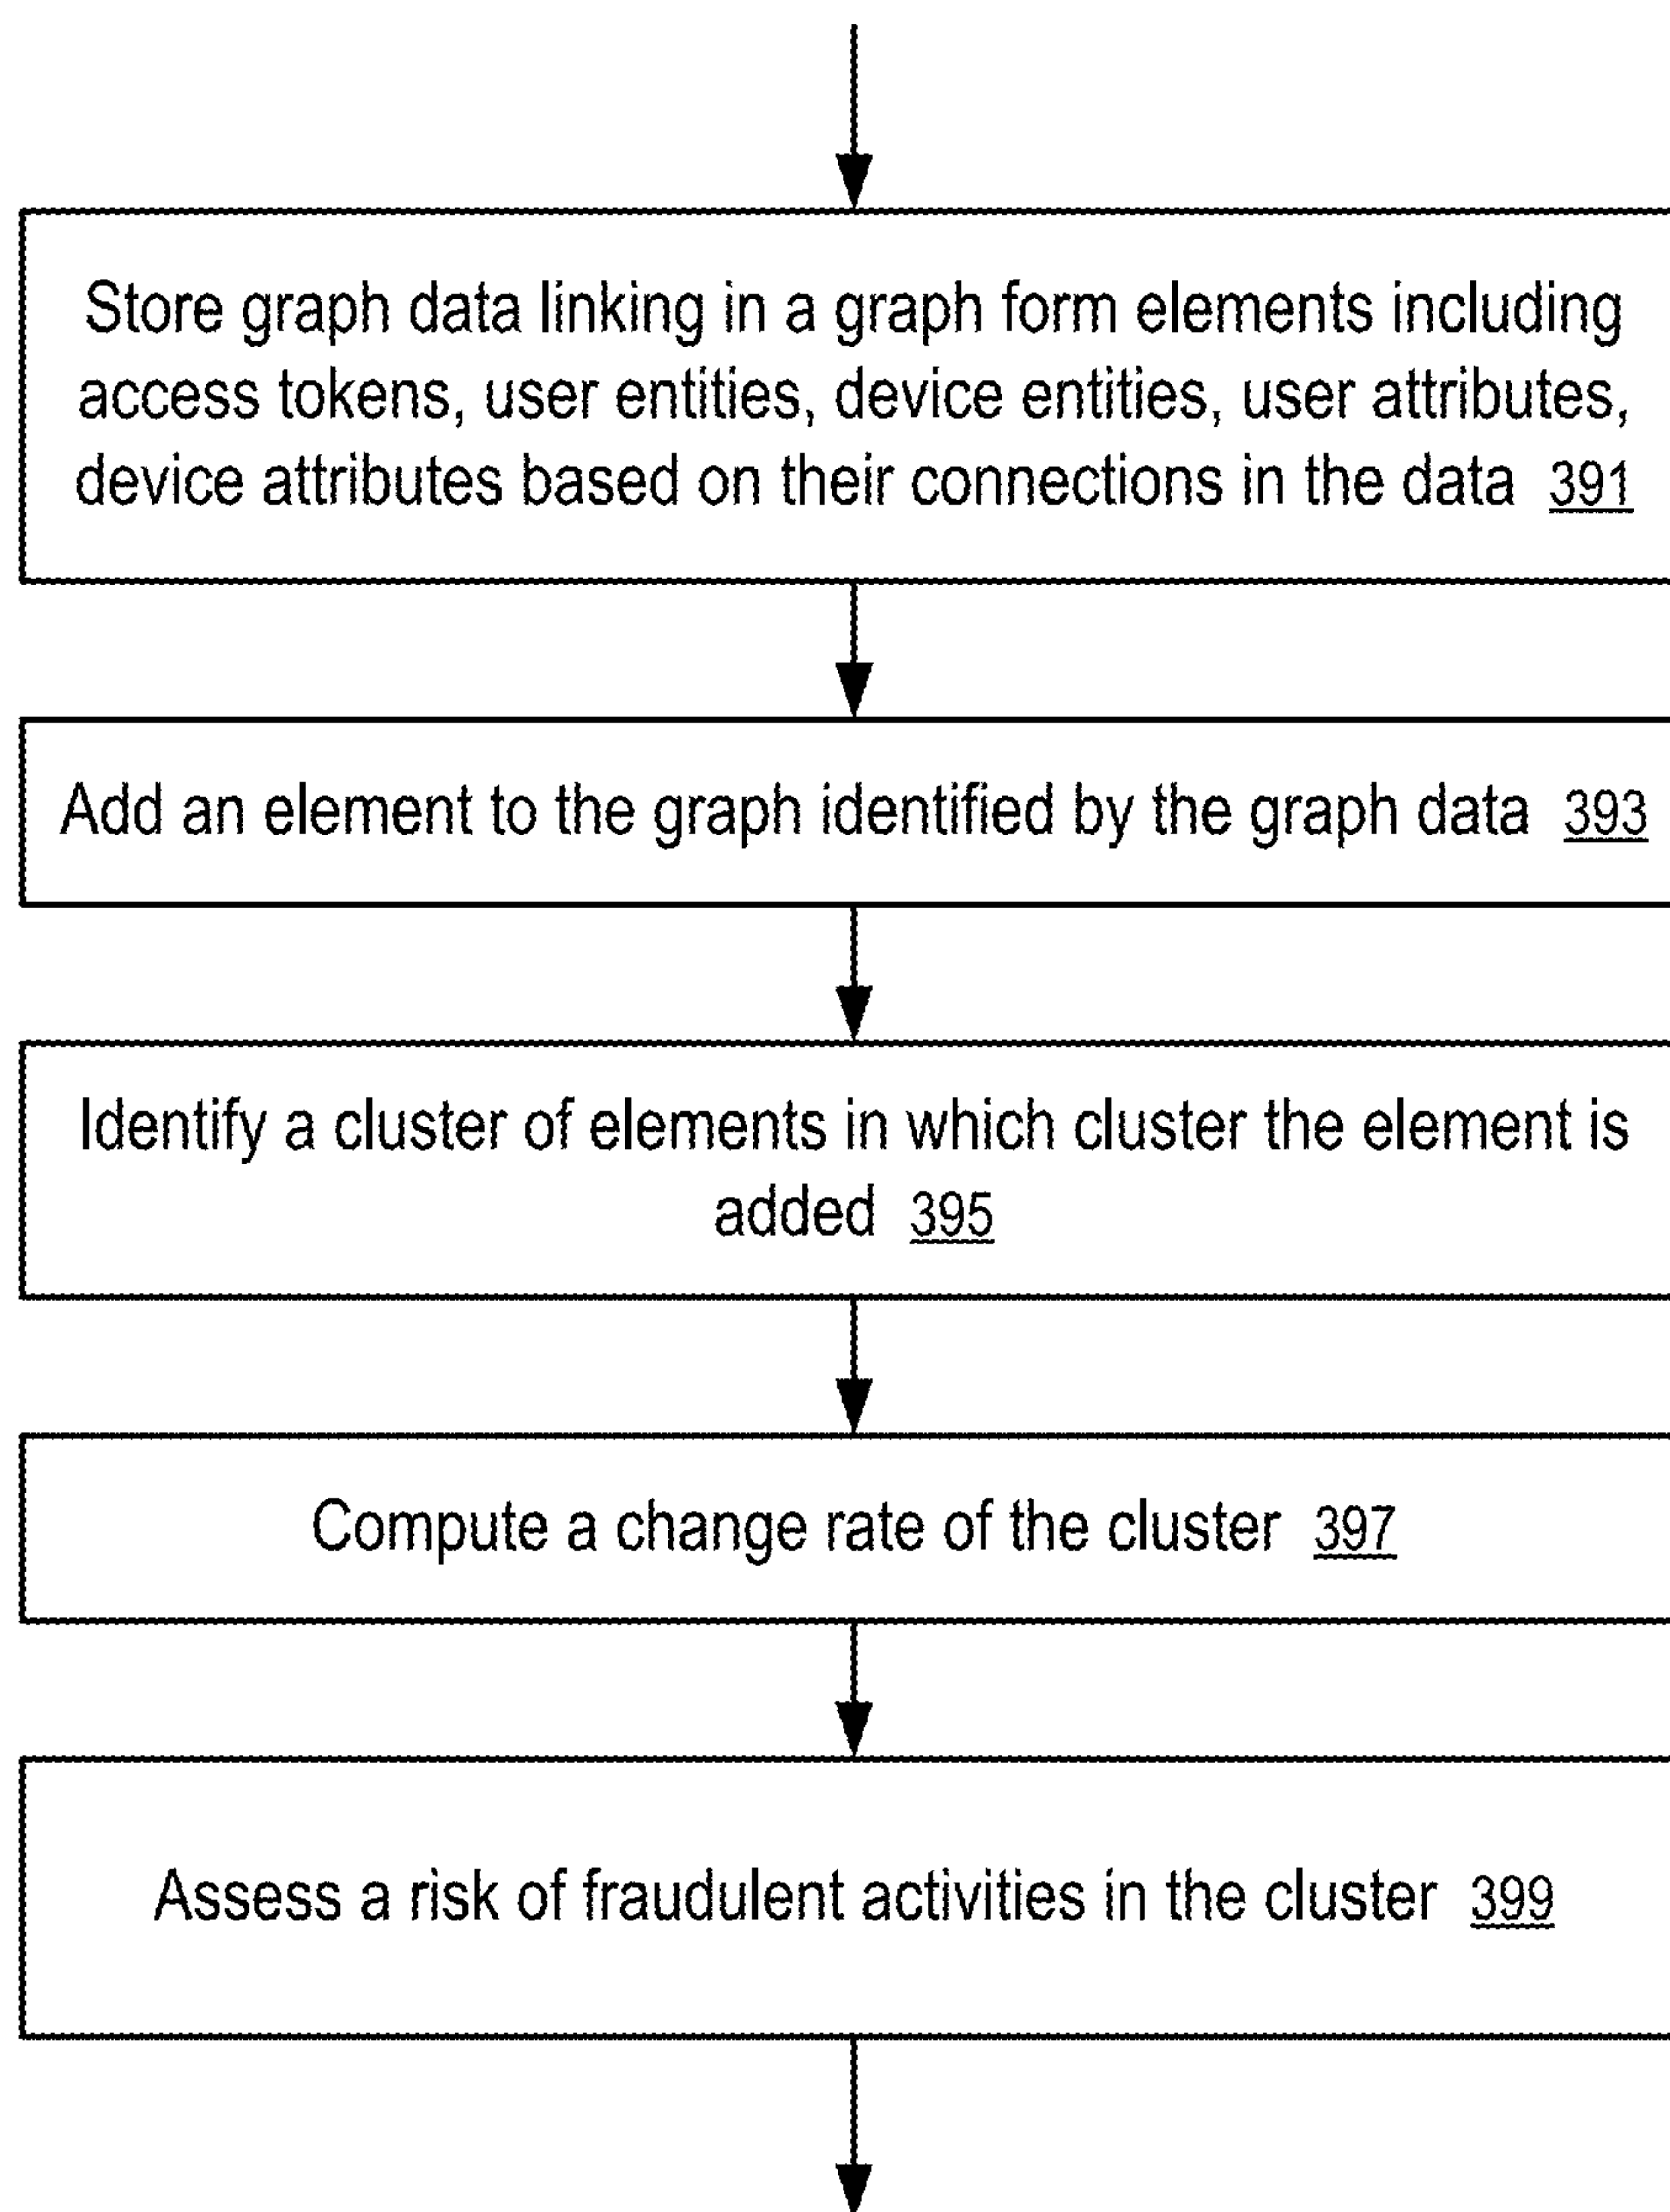 Store graph data linking in a graph form elements including
access tokens, user entities, device entities, user attributes,
device attributes based on their connections in the data 391
Add an element to the graph identified by the graph data 393
Identify a cluster of elements in which cluster the element is
added 395
Compute a change rate of the cluster 397
Assess a risk of fraudulent activities in the cluster 399